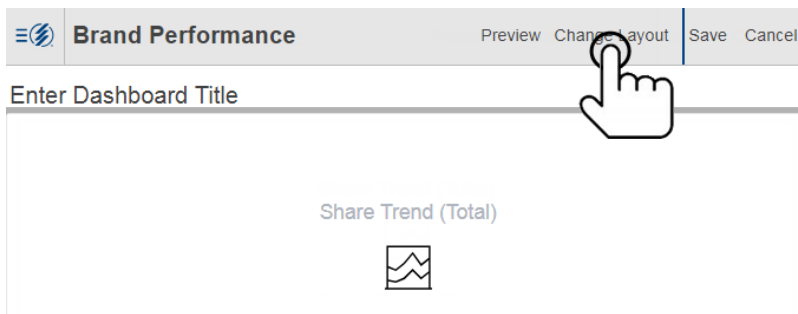 Brand Performance Preview Change Layout Save Cancel
Enter Dashboard Title
Share Trend (Total)